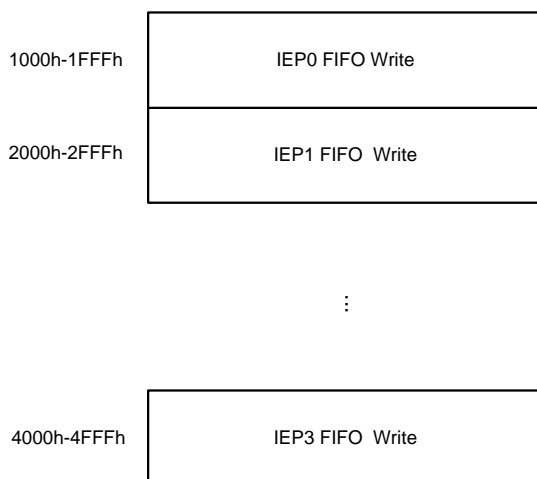 1000h-1FFFh IEP0 FIFO Write
2000h-2FFFh IEP1 FIFO Write
⋮
4000h-4FFFh IEP3 FIFO Write